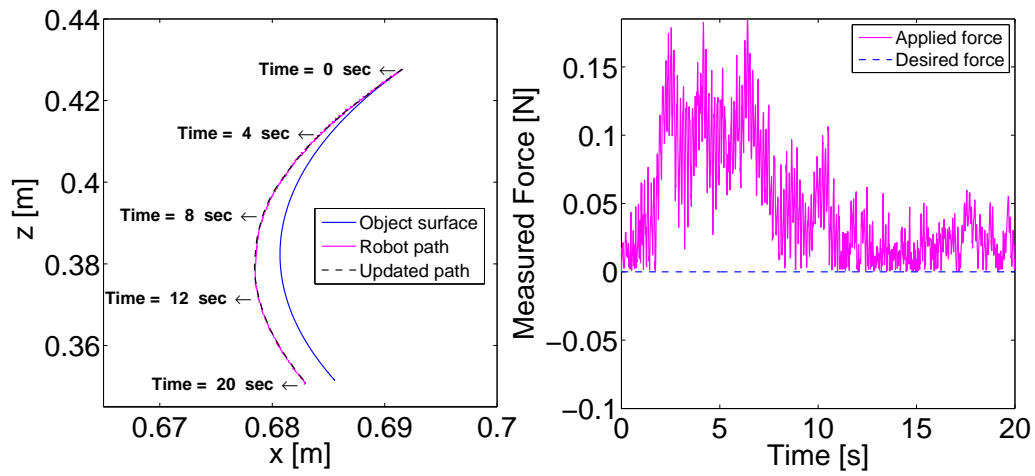 0.44
0.42
0.4
0.38
0.36
z [m]
0.67 0.68 0.69 0.7
x [m]
Time = 0 sec ←
Time = 4 sec ←
Time = 8 sec ←
Time = 12 sec ←
Time = 20 sec ←
Object surface
Robot path
Updated path
0.15
0.1
0.05
0
−0.05
−0.1
Measured Force [N]
0 5 10 15 20
Time [s]
Applied force
Desired force